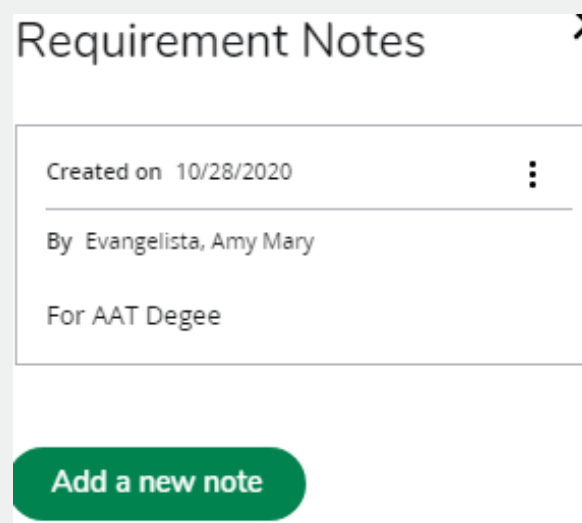 Requirement Notes
Created on 10/28/2020
By Evangelista, Amy Mary
For AAT Degee
Add a new note